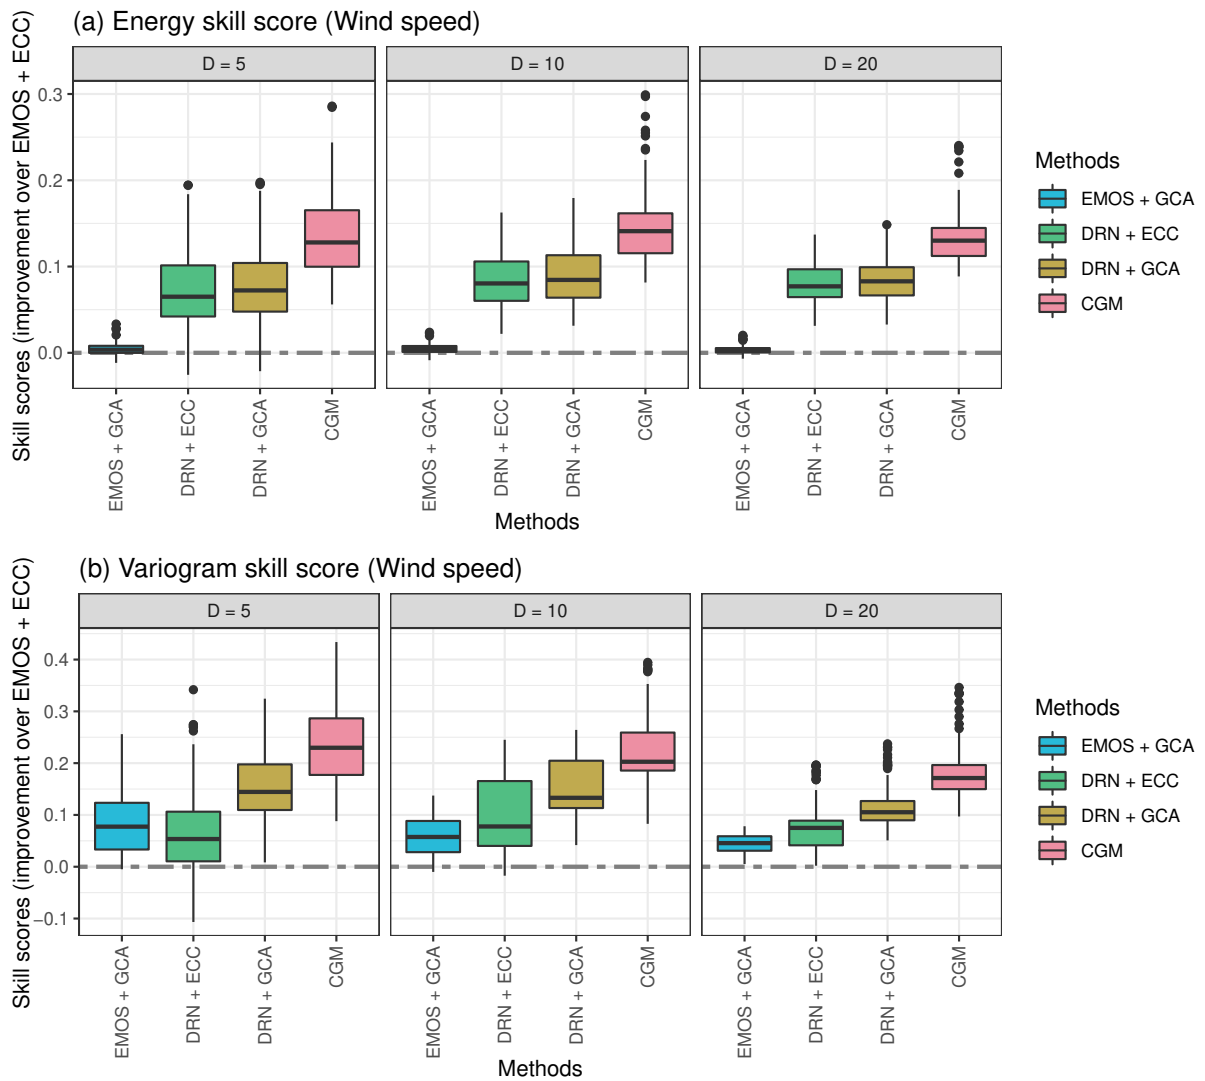 (a) Energy skill score (Wind speed)
Skill scores (improvement over EMOS + ECC)
D = 5
D = 10
D = 20
0.3
0.2
0.1
0.0
EMOS + GCA
DRN + ECC
DRN + GCA
CGM
EMOS + GCA
DRN + ECC
DRN + GCA
CGM
EMOS + GCA
DRN + ECC
DRN + GCA
CGM
Methods
Methods
EMOS + GCA
DRN + ECC
DRN + GCA
CGM
(b) Variogram skill score (Wind speed)
Skill scores (improvement over EMOS + ECC)
D = 5
D = 10
D = 20
0.4
0.3
0.2
0.1
0.0
−0.1
EMOS + GCA
DRN + ECC
DRN + GCA
CGM
EMOS + GCA
DRN + ECC
DRN + GCA
CGM
EMOS + GCA
DRN + ECC
DRN + GCA
CGM
Methods
Methods
EMOS + GCA
DRN + ECC
DRN + GCA
CGM